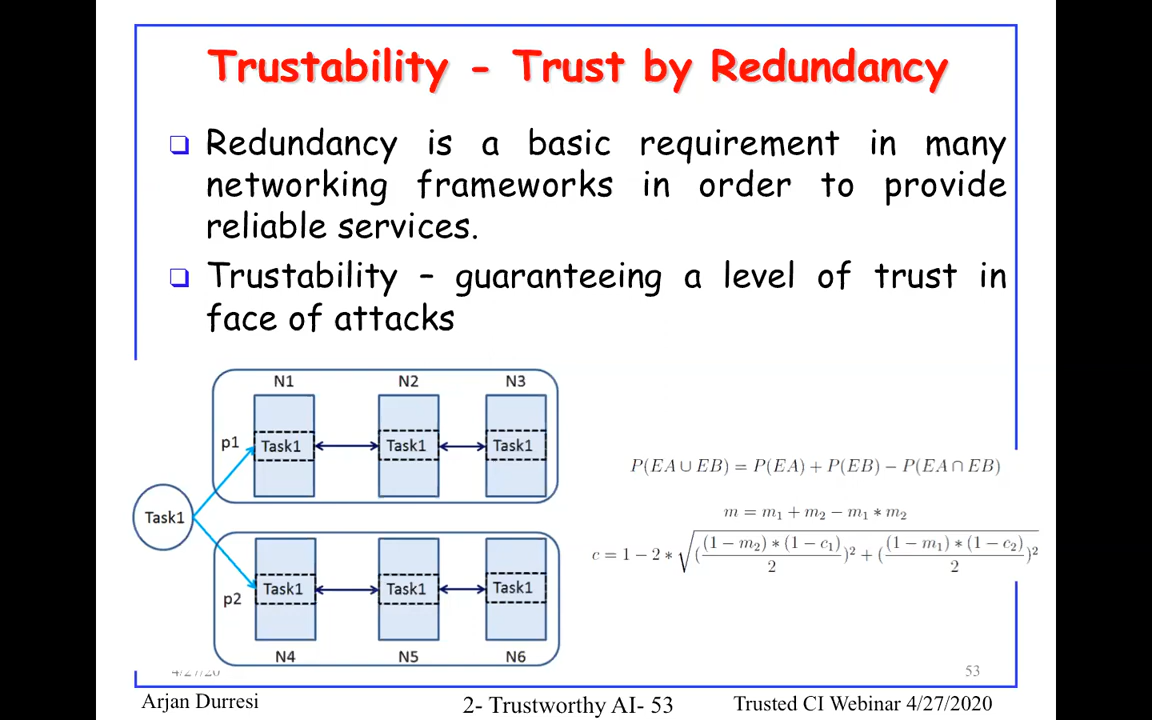 Trustability - Trust by Redundancy
❑ Redundancy is a basic requirement in many
networking frameworks in order to provide
reliable services.
❑ Trustability – guaranteeing a level of trust in
face of attacks
N1 N2 N3
p1 Task1 Task1 Task1
Task1
p2 Task1 Task1 Task1
N4 N5 N6
P(EA ∪ EB) = P(EA) + P(EB) − P(EA ∩ EB)
m = m₁ + m₂ − m₁ * m₂
c = 1 − 2 * √(((1 − m₂) * (1 − c₁))/2)² + (((1 − m₁) * (1 − c₂))/2)²
4/27/20 53
Arjan Durresi 2- Trustworthy AI- 53 Trusted CI Webinar 4/27/2020